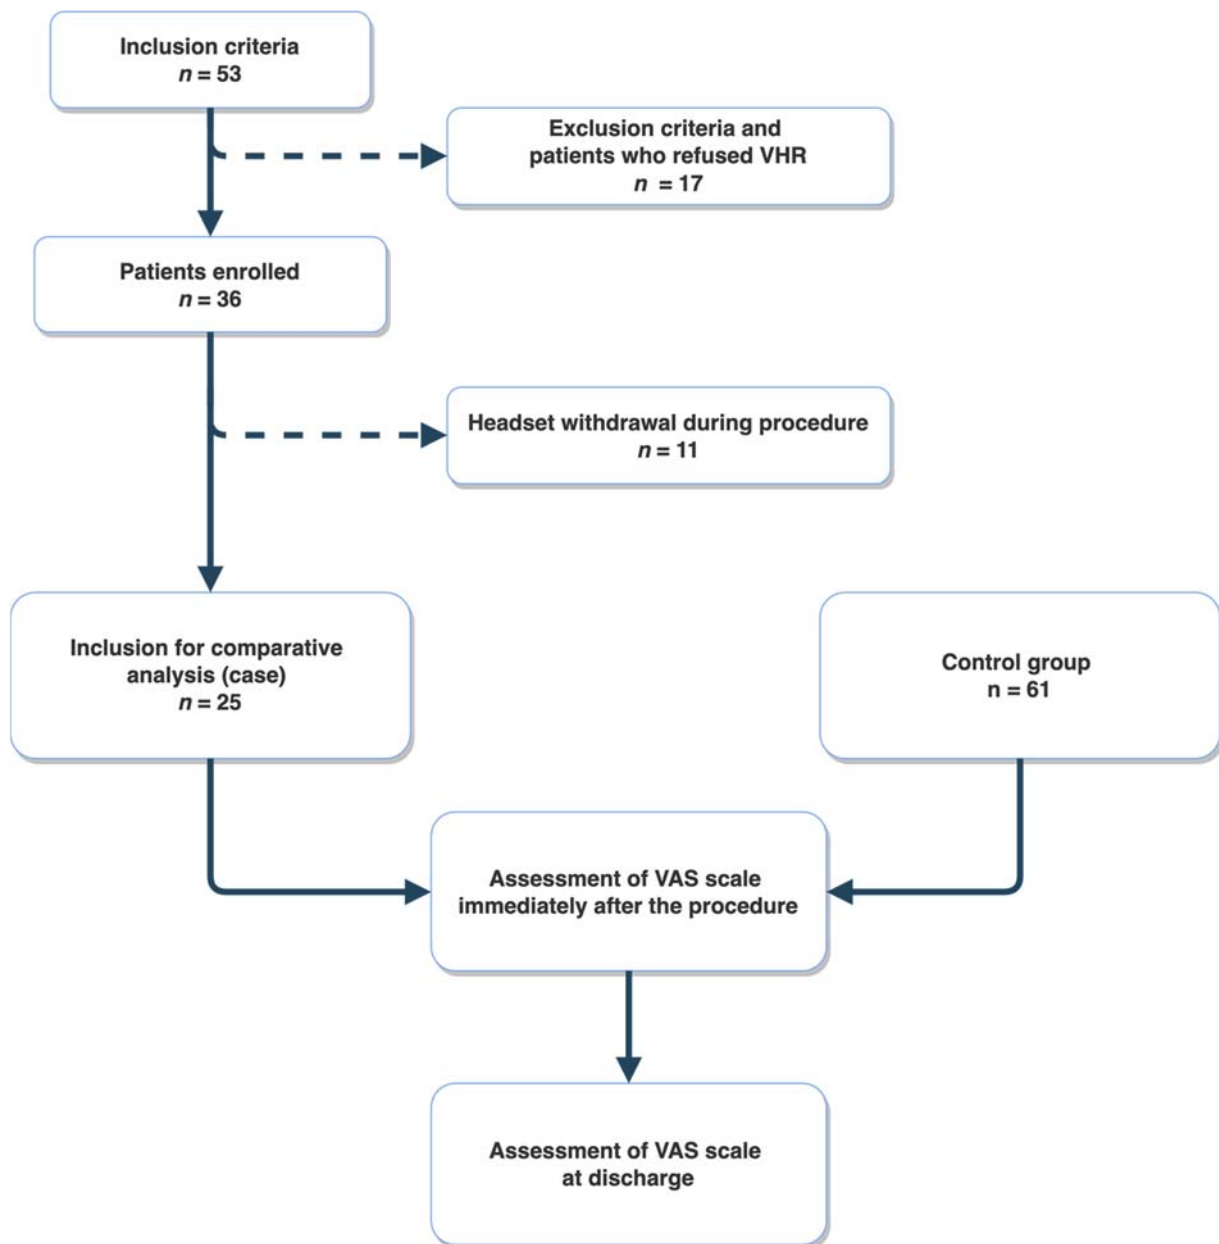 Inclusion criteria
n = 53
Exclusion criteria and
patients who refused VHR
n = 17
Patients enrolled
n = 36
Headset withdrawal during procedure
n = 11
Inclusion for comparative
analysis (case)
n = 25
Control group
n = 61
Assessment of VAS scale
immediately after the procedure
Assessment of VAS scale
at discharge